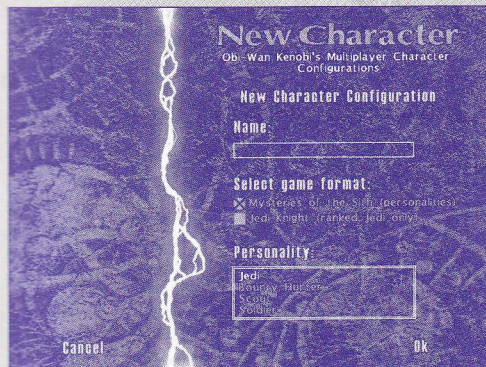 New Character
Obi-Wan Kenobi's Multiplayer Character
Configurations
New Character Configuration
Name:
Select game format:
Mysteries of the Sith (personalities)
Jedi Knight (ranked Jedi only)
Personality:
Jedi
Bounty Hunter
Scout
Soldier
Cancel
Ok